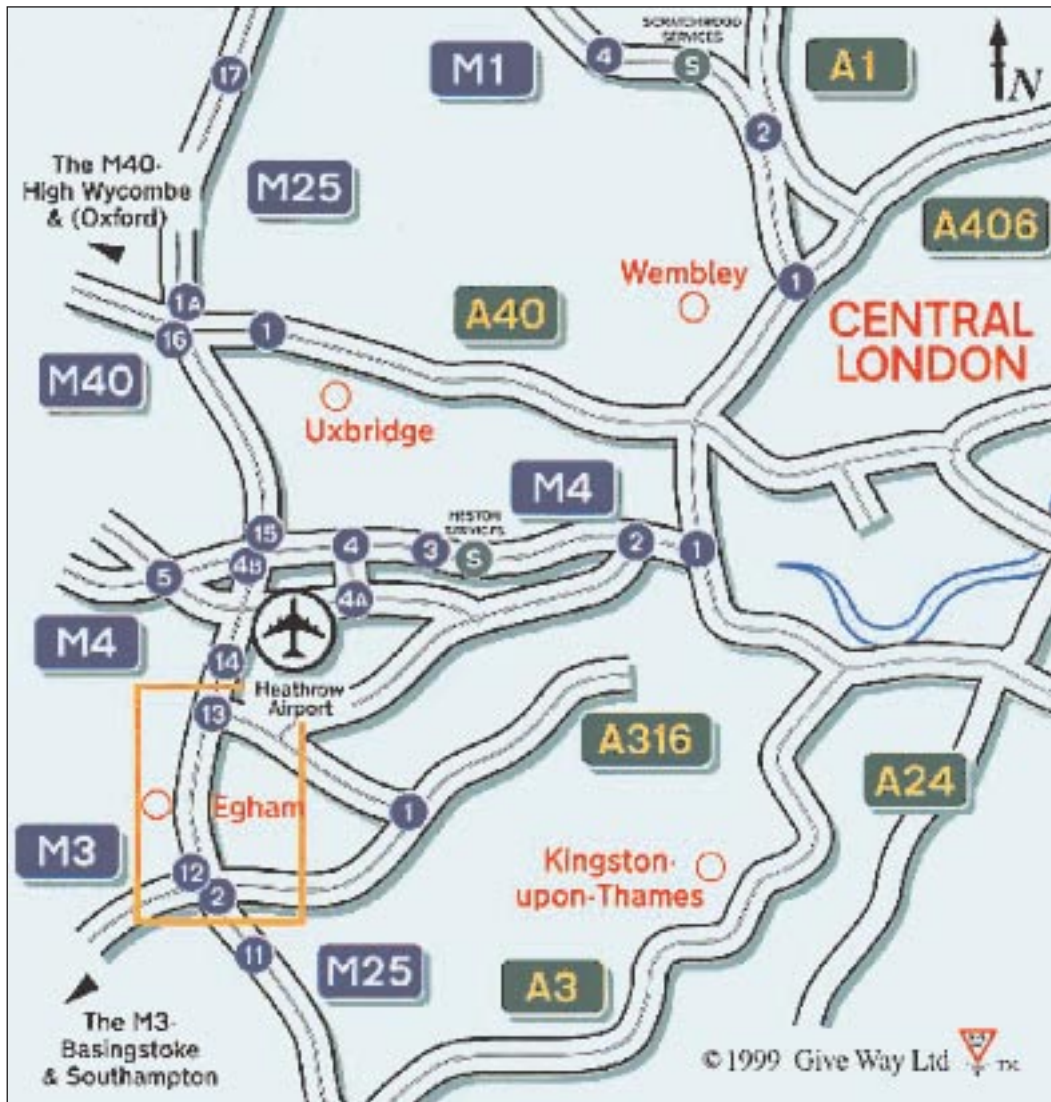 SCRATCHWOOD
SERVICES
4
S
M1
A1
N
17
2
The M40-
High Wycombe
& (Oxford)
M25
A406
Wembley
1
1A
1
16
A40
CENTRAL
LONDON
M40
Uxbridge
M4
HESTON
SERVICES
15
4
3
S
2
1
4B
5
4A
M4
14
Heathrow
Airport
13
A316
A24
Egham
1
M3
12
2
Kingston-
upon-Thames
11
M25
A3
The M3-
Basingstoke
& Southampton
© 1999 Give Way Ltd